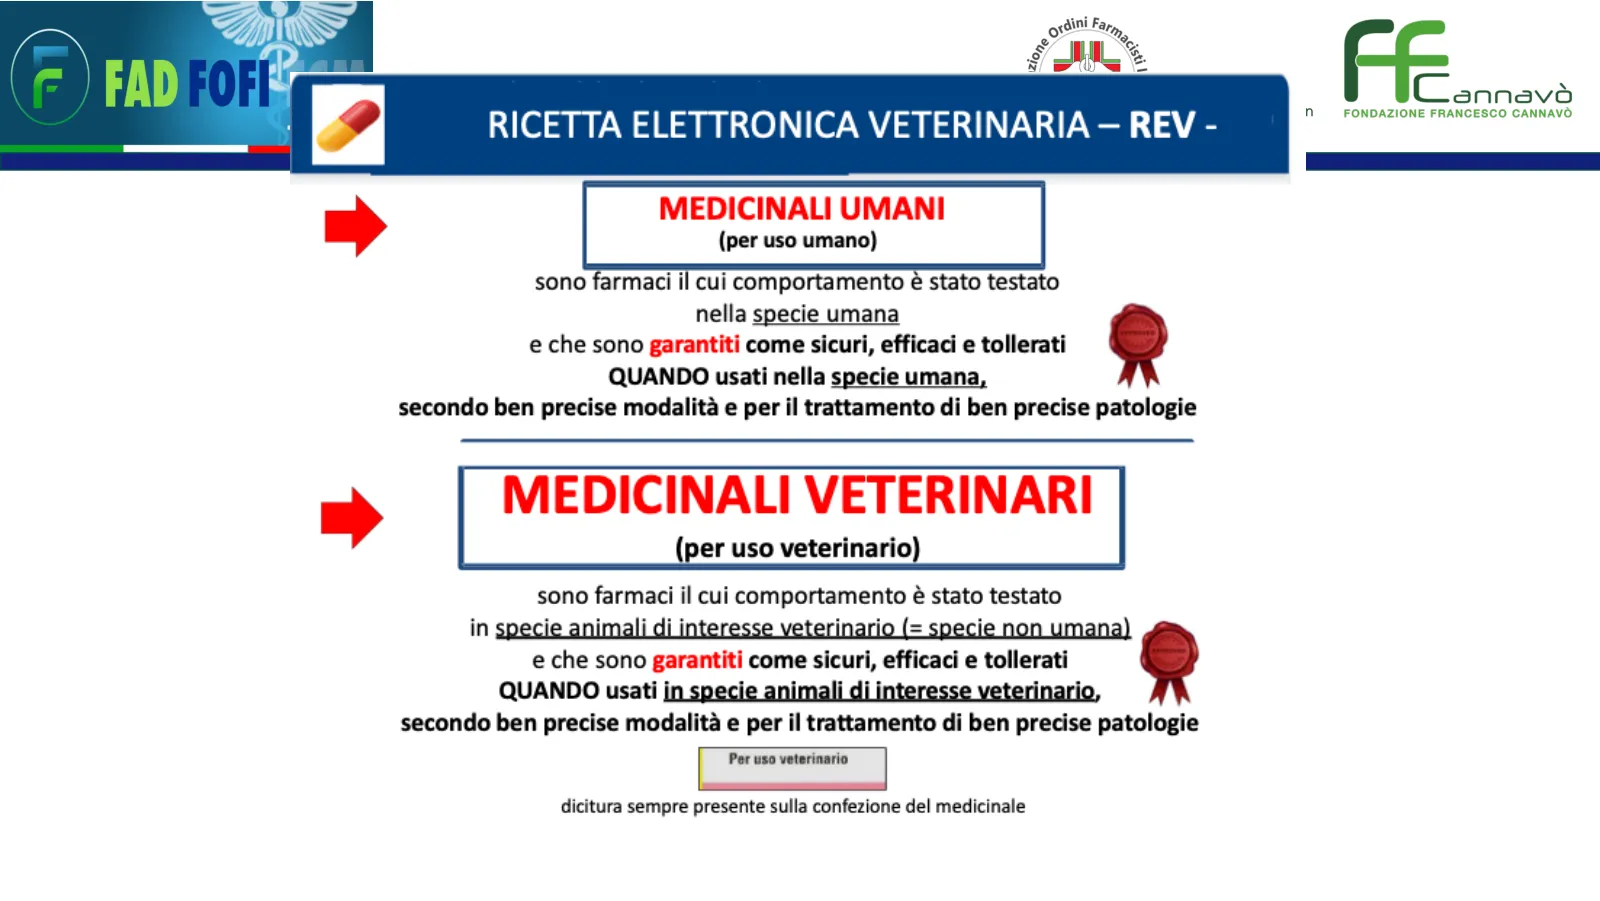 FAD FOFI
zione Ordini Farmacisti I
n
cannavò
FONDAZIONE FRANCESCO CANNAVÒ
RICETTA ELETTRONICA VETERINARIA – REV -
MEDICINALI UMANI
(per uso umano)
sono farmaci il cui comportamento è stato testato
nella specie umana
e che sono garantiti come sicuri, efficaci e tollerati
QUANDO usati nella specie umana,
secondo ben precise modalità e per il trattamento di ben precise patologie
MEDICINALI VETERINARI
(per uso veterinario)
sono farmaci il cui comportamento è stato testato
in specie animali di interesse veterinario (= specie non umana)
e che sono garantiti come sicuri, efficaci e tollerati
QUANDO usati in specie animali di interesse veterinario,
secondo ben precise modalità e per il trattamento di ben precise patologie
Per uso veterinario
dicitura sempre presente sulla confezione del medicinale